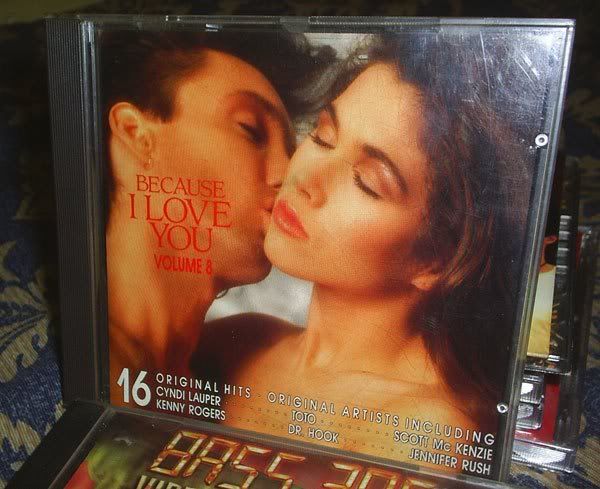 BECAUSE
I LOVE
YOU
VOLUME 8
16 ORIGINAL HITS - ORIGINAL ARTISTS INCLUDING
CYNDI LAUPER TOTO SCOTT Mc KENZIE
KENNY ROGERS DR. HOOK JENNIFER RUSH
BASS